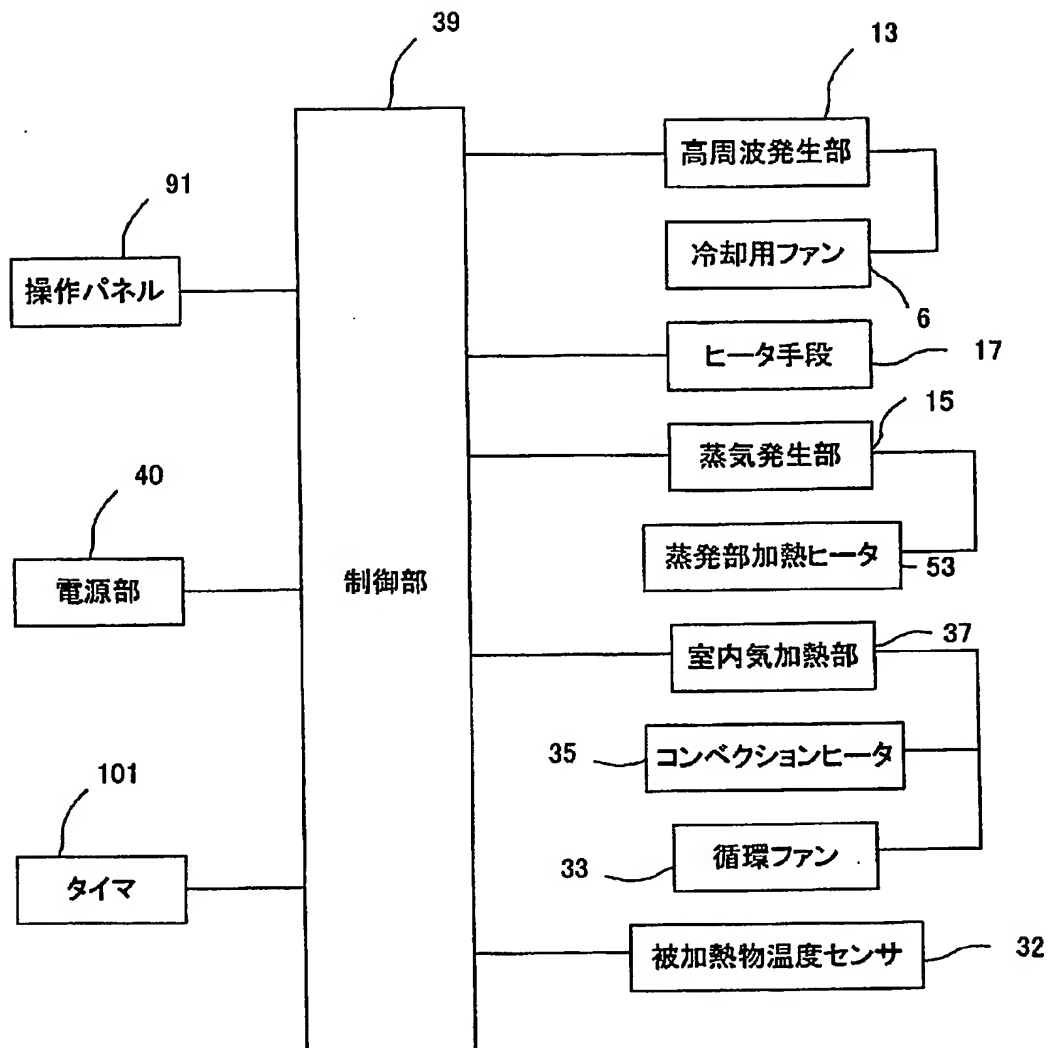 39
13
高周波発生部
91
冷却用ファン
操作パネル
6
ヒータ手段
17
15
蒸気発生部
40
蒸発部加熱ヒータ
53
電源部
制御部
37
室内気加熱部
35
コンベクションヒータ
101
循環ファン
33
タイマ
被加熱物温度センサ
32